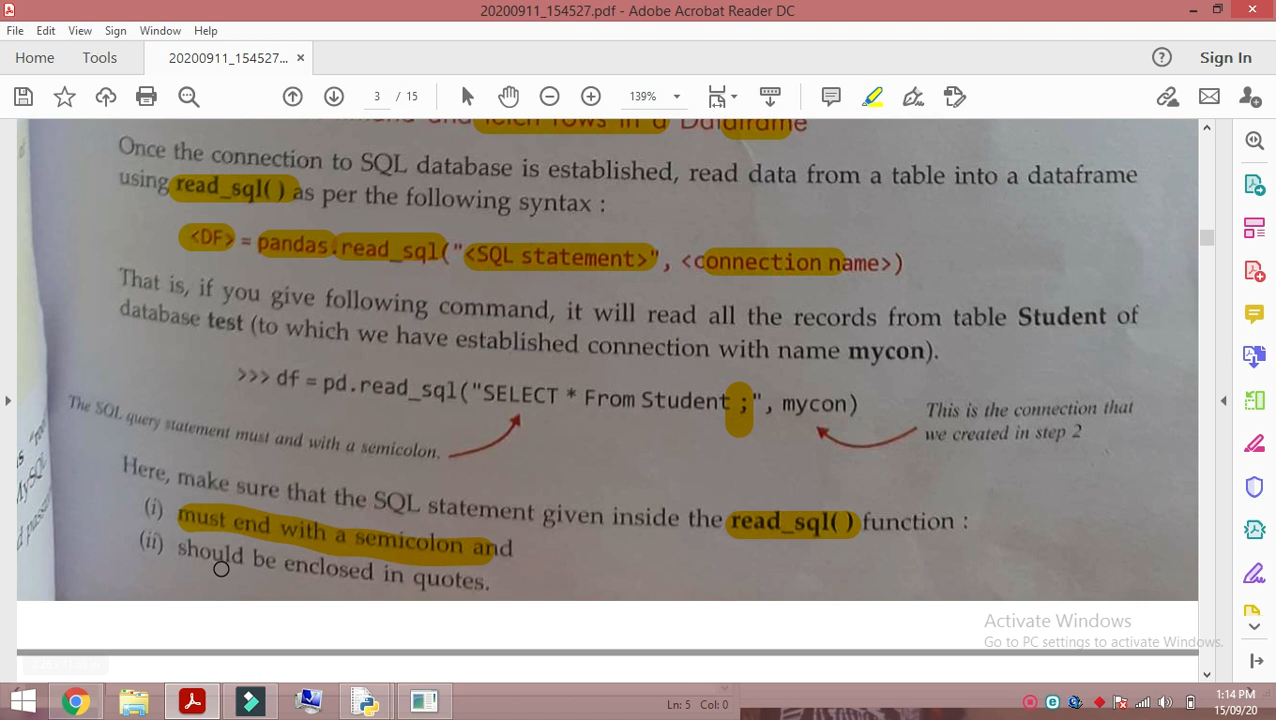 20200911_154527.pdf - Adobe Acrobat Reader DC
File Edit View Sign Window Help
Home Tools 20200911_154527... × Sign In
3 / 15 139%
fetch rows in a Dataframe
Once the connection to SQL database is established, read data from a table into a dataframe
using read_sql( ) as per the following syntax :
<DF> = pandas.read_sql("<SQL statement>", <connection name>)
That is, if you give following command, it will read all the records from table Student of
database test (to which we have established connection with name mycon).
>>> df = pd.read_sql("SELECT * From Student ;", mycon)
The SQL query statement must and with a semicolon.
This is the connection that
we created in step 2
Here, make sure that the SQL statement given inside the read_sql( ) function :
(i) must end with a semicolon and
(ii) should be enclosed in quotes.
MySQL
Activate Windows
Go to PC settings to activate Windows.
Ln: 5 Col: 0
1:14 PM
15/09/20